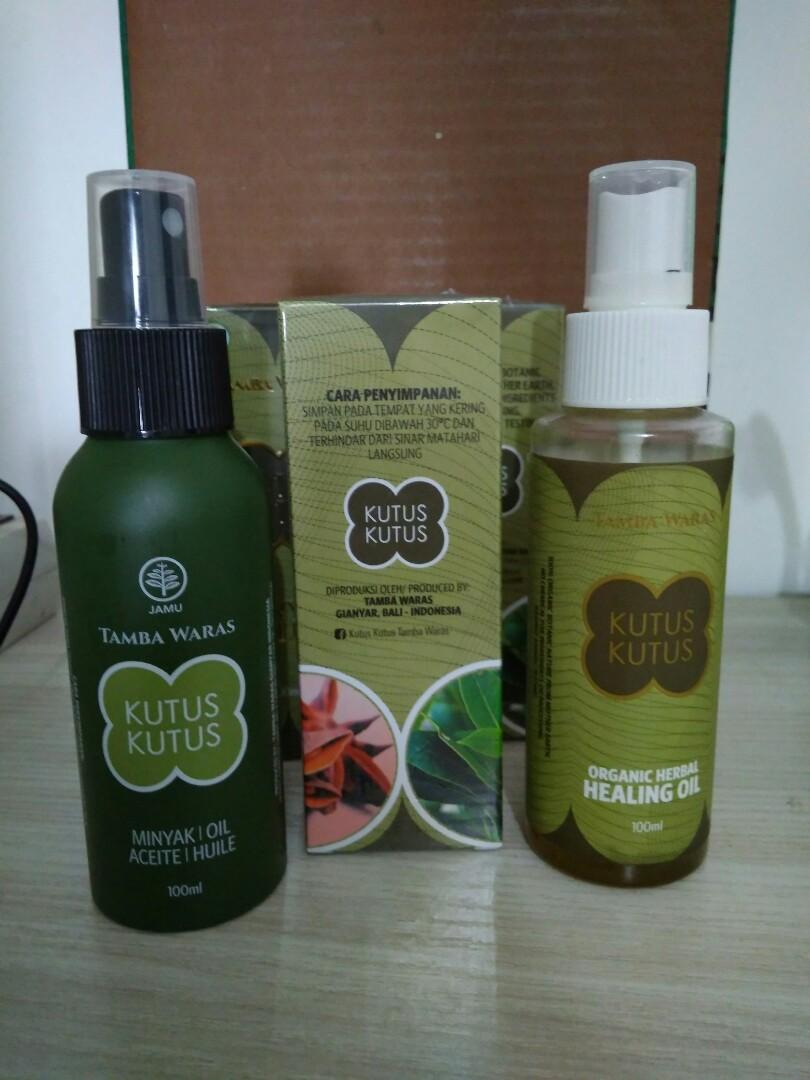 JAMU
TAMBA WARAS
KUTUS
KUTUS
MINYAK | OIL
ACEITE | HUILE
100ml
CARA PENYIMPANAN:
SIMPAN PADA TEMPAT YANG KERING
PADA SUHU DIBAWAH 30°C DAN
TERHINDAR DARI SINAR MATAHARI
LANGSUNG
KUTUS
KUTUS
DIPRODUKSI OLEH/ PRODUCED BY:
TAMBA WARAS
GIANYAR, BALI - INDONESIA
Kutus Kutus Tamba Waras
TAMBA WARAS
KUTUS
KUTUS
ORGANIC HERBAL
HEALING OIL
100ml